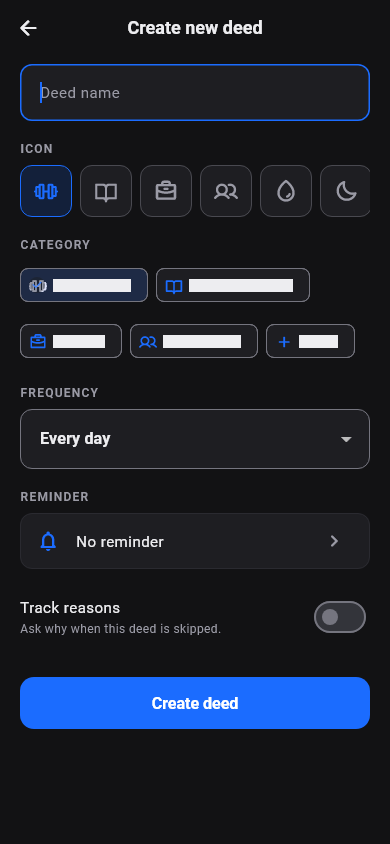 Create new deed
Deed name
ICON
CATEGORY
FREQUENCY
Every day
REMINDER
No reminder
Track reasons
Ask why when this deed is skipped.
Create deed